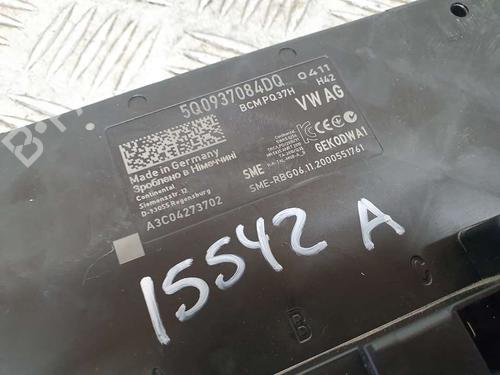 5Q0937084DQ 0411
BCMPQ37H H42
VW AG
Made in Germany
Зроблено в Німеччині
Continental
Siemensstr. 12
D-93055 Regensburg
A3C04273702
GEKODWA1
SME
SME-RBG06.11.2000551761
15542 A
B